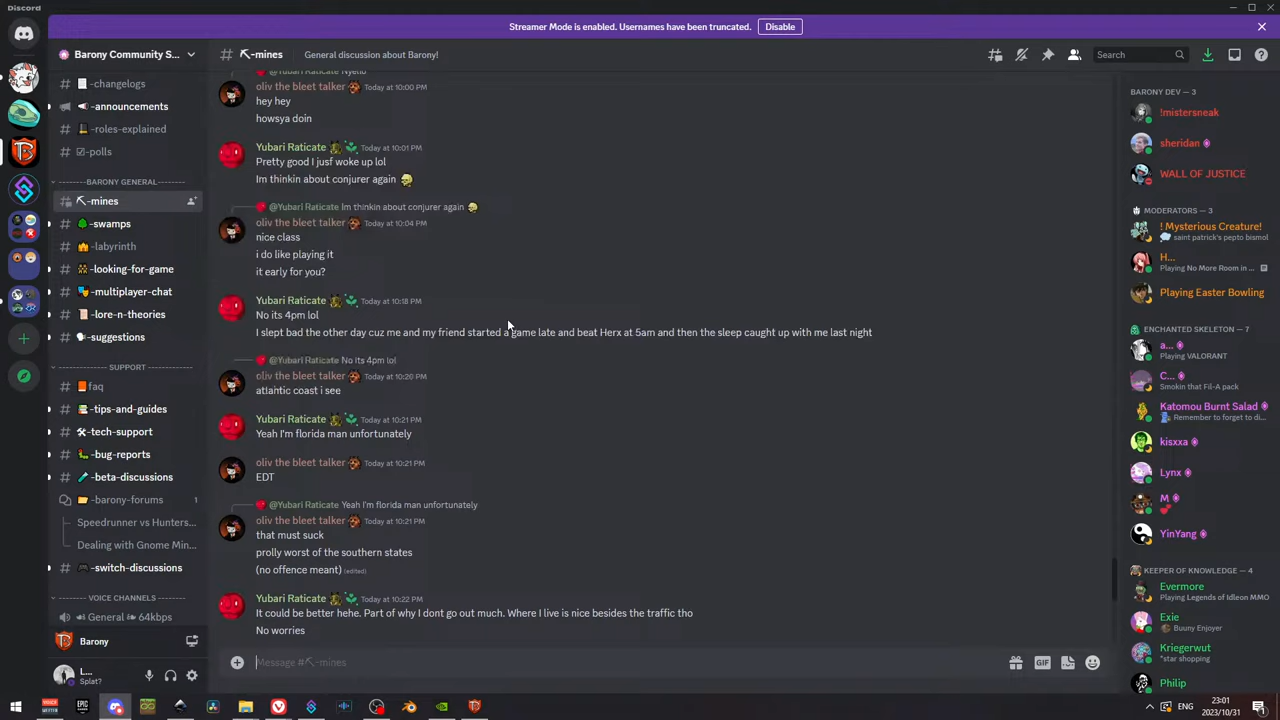 Discord
Streamer Mode is enabled. Usernames have been truncated.
Disable
Barony Community S...
-changelogs
-announcements
-roles-explained
-polls
--------BARONY GENERAL--------
-mines
-swamps
-labyrinth
-looking-for-game
-multiplayer-chat
-lore-n-theories
-suggestions
----------SUPPORT----------
faq
-tips-and-guides
-tech-support
-bug-reports
-beta-discussions
-barony-forums
1
Speedrunner vs Hunters...
Dealing with Gnome Min...
-switch-discussions
------VOICE CHANNELS------
General
64kbps
Barony
L...
Splat?
-mines
General discussion about Barony!
Search
@Yubari Raticate Nyello
oliv the bleet talker Today at 10:00 PM
hey hey
howsya doin
Yubari Raticate Today at 10:01 PM
Pretty good I jusf woke up lol
Im thinkin about conjurer again
@Yubari Raticate Im thinkin about conjurer again
oliv the bleet talker Today at 10:04 PM
nice class
i do like playing it
it early for you?
Yubari Raticate Today at 10:18 PM
No its 4pm lol
I slept bad the other day cuz me and my friend started a game late and beat Herx at 5am and then the sleep caught up with me last night
@Yubari Raticate No its 4pm lol
oliv the bleet talker Today at 10:20 PM
atlantic coast i see
Yubari Raticate Today at 10:21 PM
Yeah I'm florida man unfortunately
oliv the bleet talker Today at 10:21 PM
EDT
@Yubari Raticate Yeah I'm florida man unfortunately
oliv the bleet talker Today at 10:21 PM
that must suck
prolly worst of the southern states
(no offence meant) (edited)
Yubari Raticate Today at 10:22 PM
It could be better hehe. Part of why I dont go out much. Where I live is nice besides the traffic tho
No worries
Message #⛏-mines
GIF
BARONY DEV — 3
!mistersneak
sheridan
WALL OF JUSTICE
MODERATORS — 3
! Mysterious Creature!
saint patrick's pepto bismol
H...
Playing No More Room in ...
Playing Easter Bowling
ENCHANTED SKELETON — 7
a...
Playing VALORANT
C...
Smokin that Fil-A pack
Katomou Burnt Salad
Remember to forget to di...
kisxxa
Lynx
M
YinYang
KEEPER OF KNOWLEDGE — 4
Evermore
Playing Legends of Idleon MMO
Exie
Buuny Enjoyer
Kriegerwut
*star shopping
Philip
ENG
23:01
2023/10/31